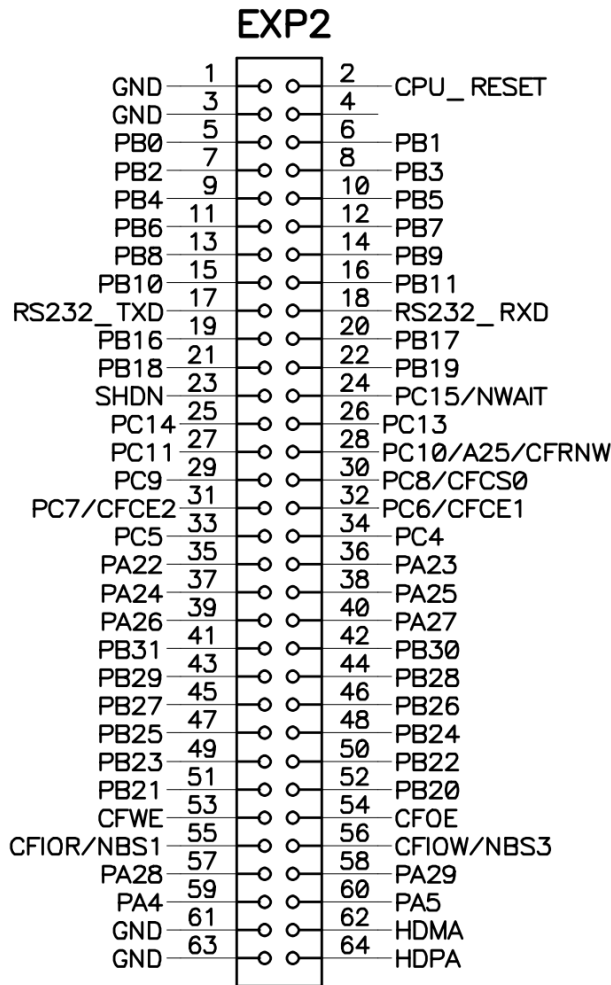 EXP2
GND 1 2 CPU_RESET
GND 3 4
PB0 5 6 PB1
PB2 7 8 PB3
PB4 9 10 PB5
PB6 11 12 PB7
PB8 13 14 PB9
PB10 15 16 PB11
RS232_TXD 17 18 RS232_RXD
PB16 19 20 PB17
PB18 21 22 PB19
SHDN 23 24 PC15/NWAIT
PC14 25 26 PC13
PC11 27 28 PC10/A25/CFRNW
PC9 29 30 PC8/CFCS0
PC7/CFCE2 31 32 PC6/CFCE1
PC5 33 34 PC4
PA22 35 36 PA23
PA24 37 38 PA25
PA26 39 40 PA27
PB31 41 42 PB30
PB29 43 44 PB28
PB27 45 46 PB26
PB25 47 48 PB24
PB23 49 50 PB22
PB21 51 52 PB20
CFWE 53 54 CFOE
CFIOR/NBS1 55 56 CFIOW/NBS3
PA28 57 58 PA29
PA4 59 60 PA5
GND 61 62 HDMA
GND 63 64 HDPA